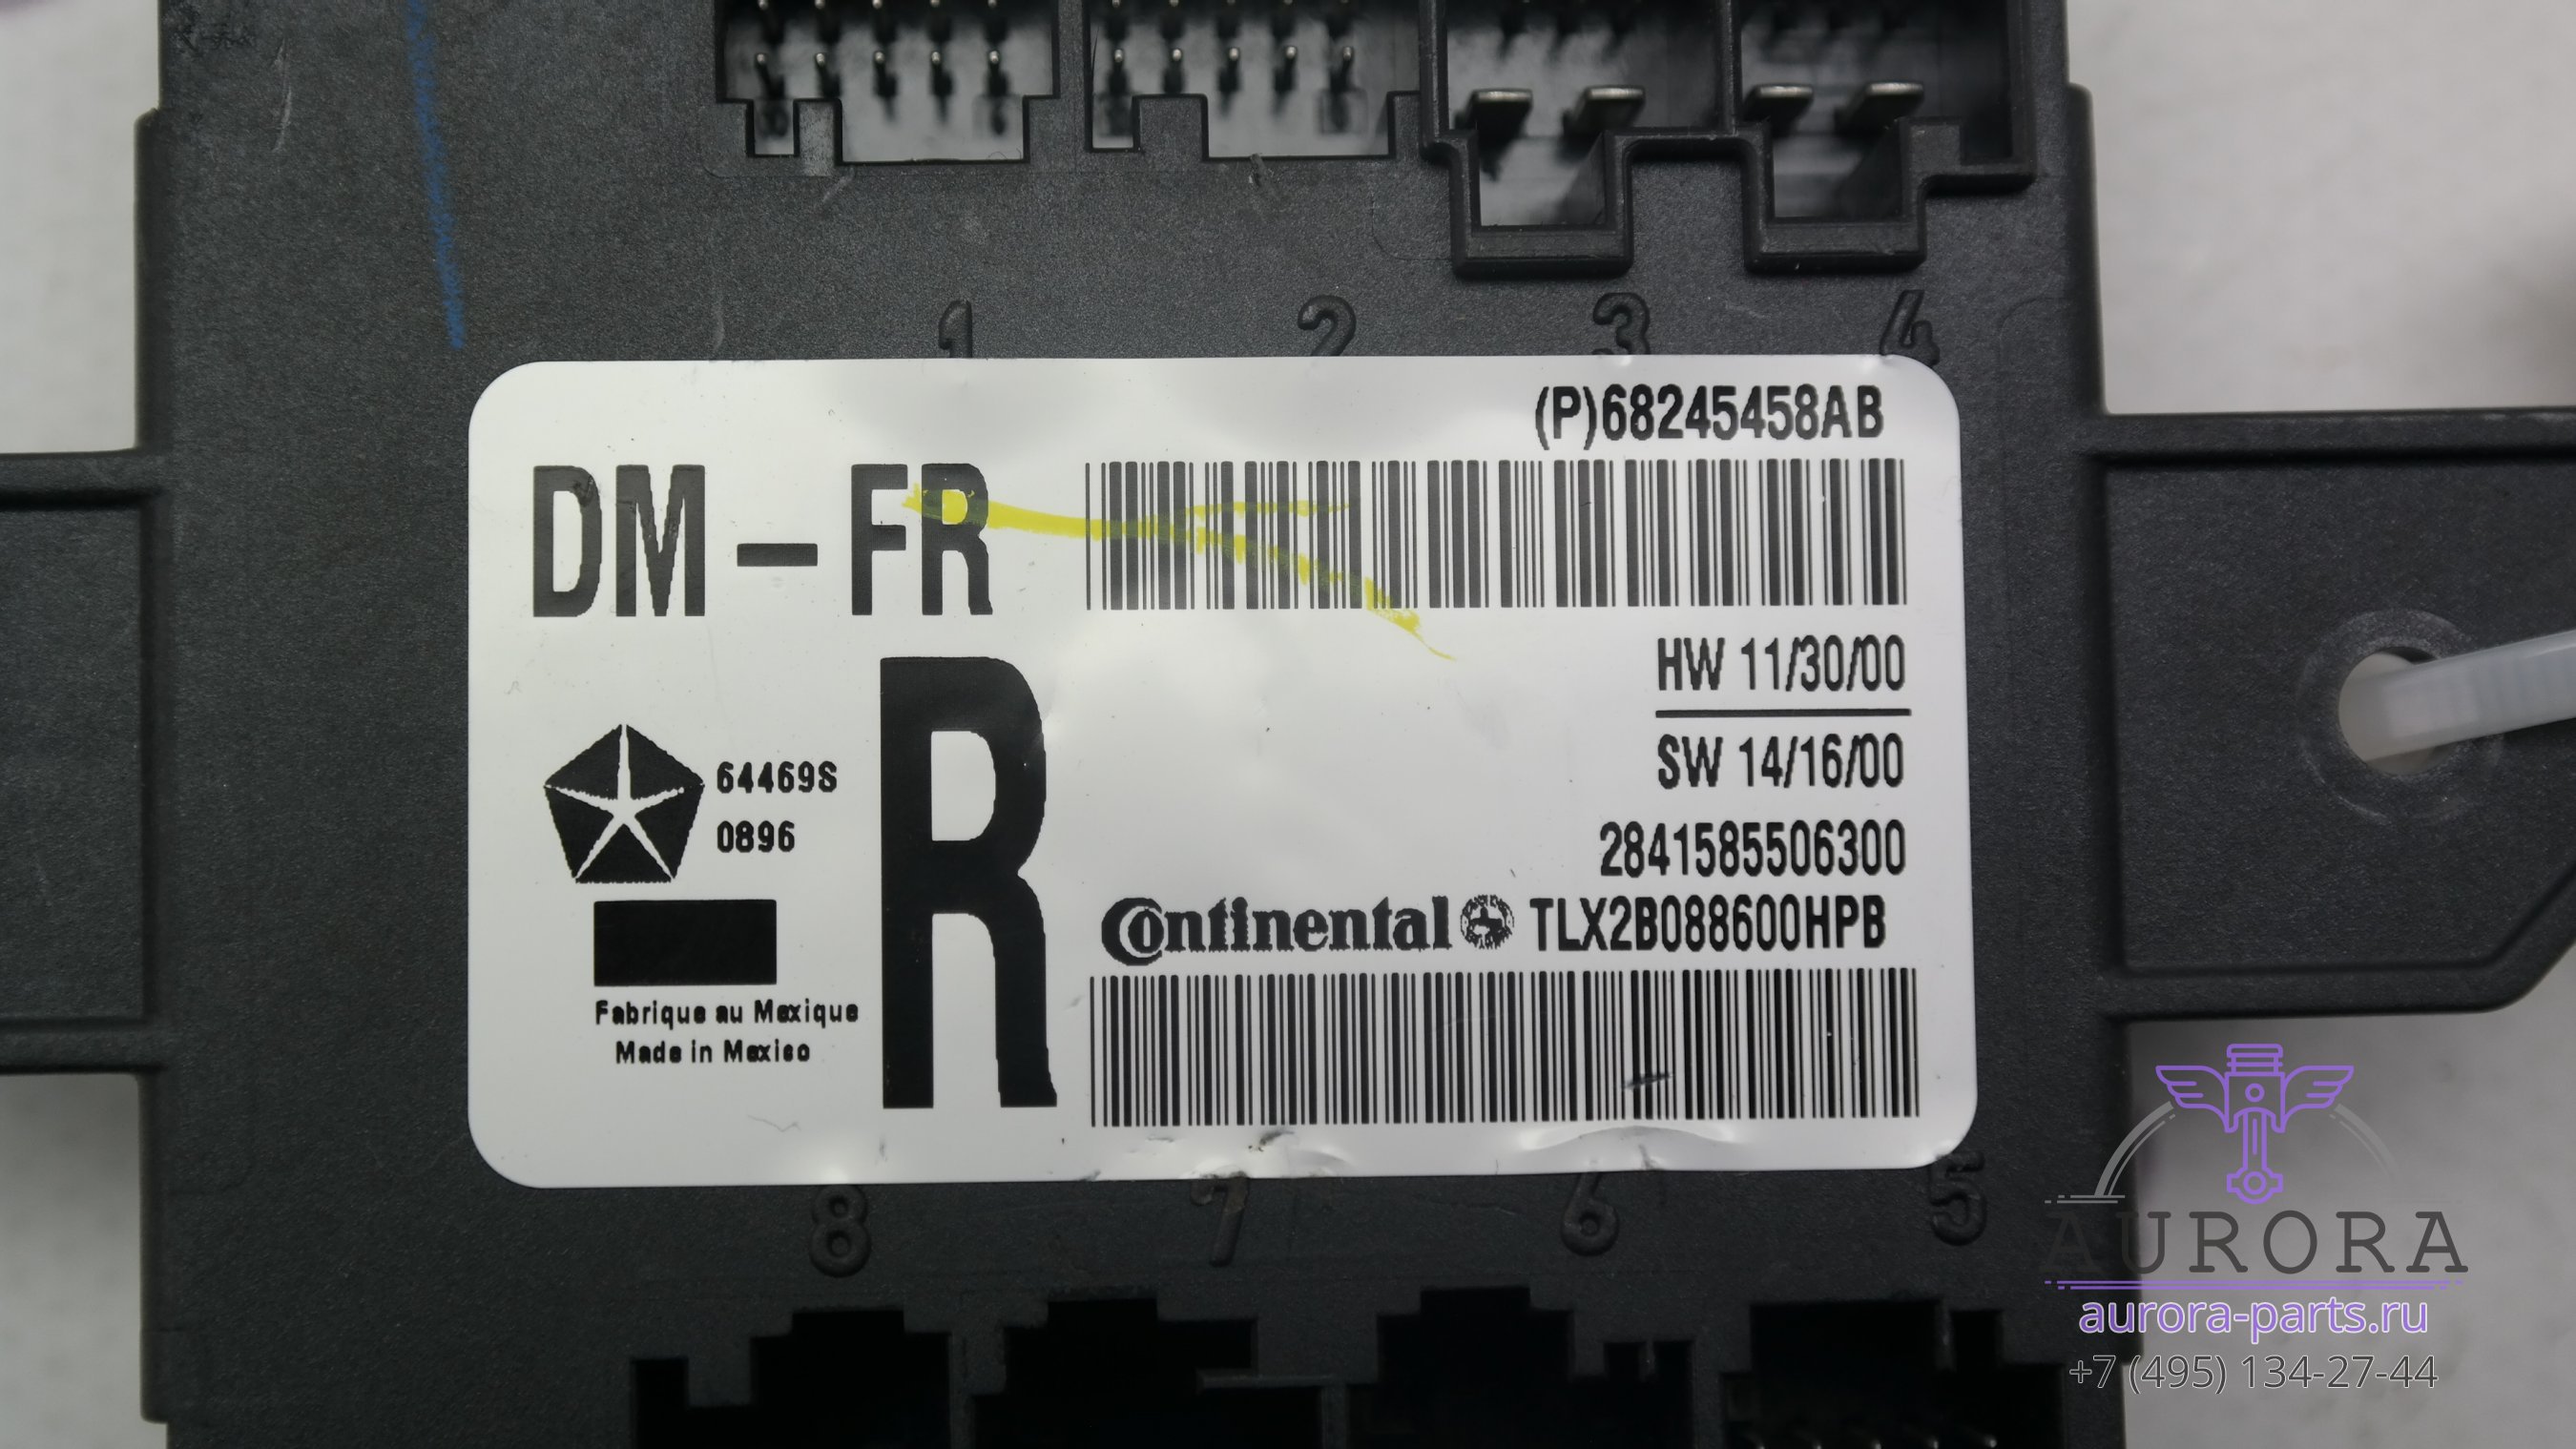 1 2 3 4
(P)68245458AB
DM-FR
HW 11/30/00
SW 14/16/00
R
64469S
0896
2841585506300
Continental TLX2B088600HPB
Fabrique au Mexique
Made in Mexico
8 7 6 5
AURORA
aurora-parts.ru
+7 (495) 134-27-44